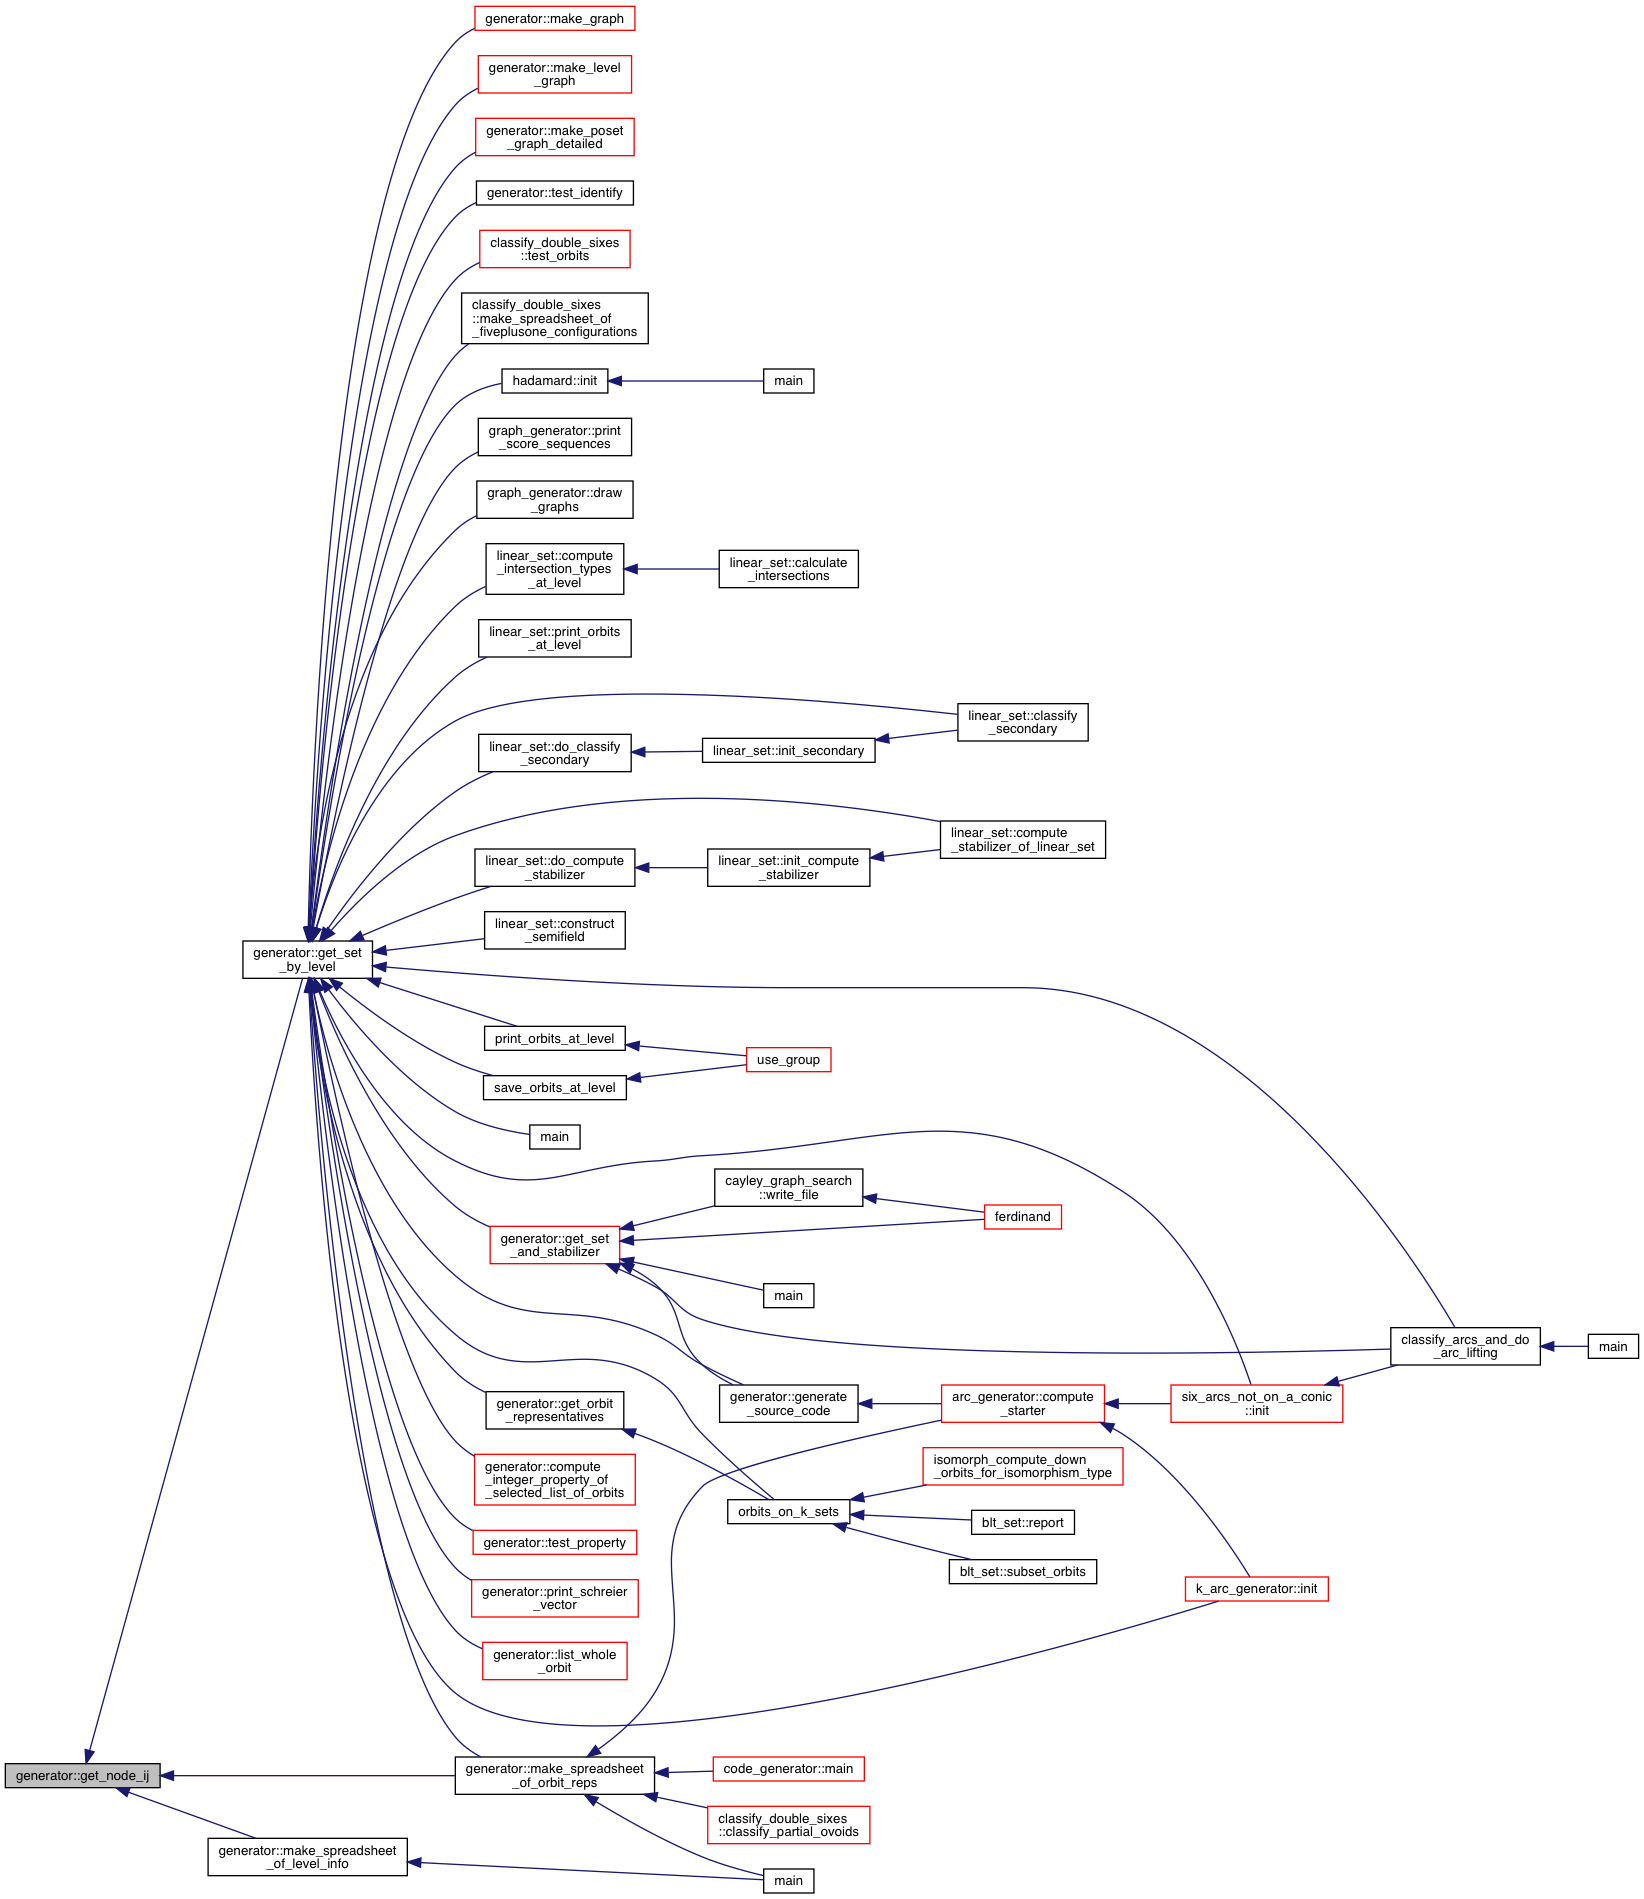 generator::make_graph
generator::make_level
_graph
generator::make_poset
_graph_detailed
generator::test_identify
classify_double_sixes
::test_orbits
classify_double_sixes
::make_spreadsheet_of
_fiveplusone_configurations
hadamard::init
main
graph_generator::print
_score_sequences
graph_generator::draw
_graphs
linear_set::compute
_intersection_types
_at_level
linear_set::calculate
_intersections
linear_set::print_orbits
_at_level
linear_set::classify
_secondary
linear_set::do_classify
_secondary
linear_set::init_secondary
linear_set::compute
_stabilizer_of_linear_set
linear_set::do_compute
_stabilizer
linear_set::init_compute
_stabilizer
linear_set::construct
_semifield
generator::get_set
_by_level
print_orbits_at_level
use_group
save_orbits_at_level
main
cayley_graph_search
::write_file
ferdinand
generator::get_set
_and_stabilizer
main
classify_arcs_and_do
_arc_lifting
main
generator::get_orbit
_representatives
generator::generate
_source_code
arc_generator::compute
_starter
six_arcs_not_on_a_conic
::init
generator::compute
_integer_property_of
_selected_list_of_orbits
isomorph_compute_down
_orbits_for_isomorphism_type
orbits_on_k_sets
blt_set::report
generator::test_property
blt_set::subset_orbits
generator::print_schreier
_vector
k_arc_generator::init
generator::list_whole
_orbit
generator::get_node_ij
generator::make_spreadsheet
_of_orbit_reps
code_generator::main
classify_double_sixes
::classify_partial_ovoids
generator::make_spreadsheet
_of_level_info
main